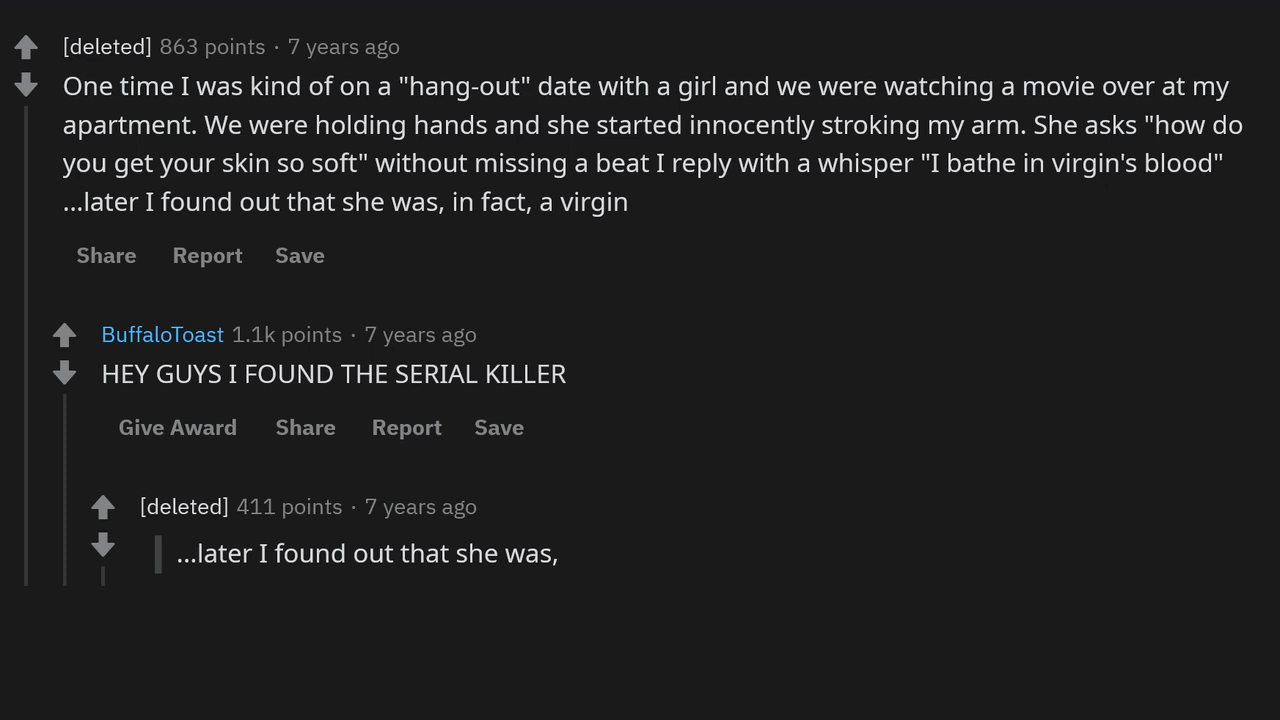 [deleted] 863 points · 7 years ago
One time I was kind of on a "hang-out" date with a girl and we were watching a movie over at my
apartment. We were holding hands and she started innocently stroking my arm. She asks "how do
you get your skin so soft" without missing a beat I reply with a whisper "I bathe in virgin's blood"
...later I found out that she was, in fact, a virgin
Share Report Save
BuffaloToast 1.1k points · 7 years ago
HEY GUYS I FOUND THE SERIAL KILLER
Give Award Share Report Save
[deleted] 411 points · 7 years ago
...later I found out that she was,